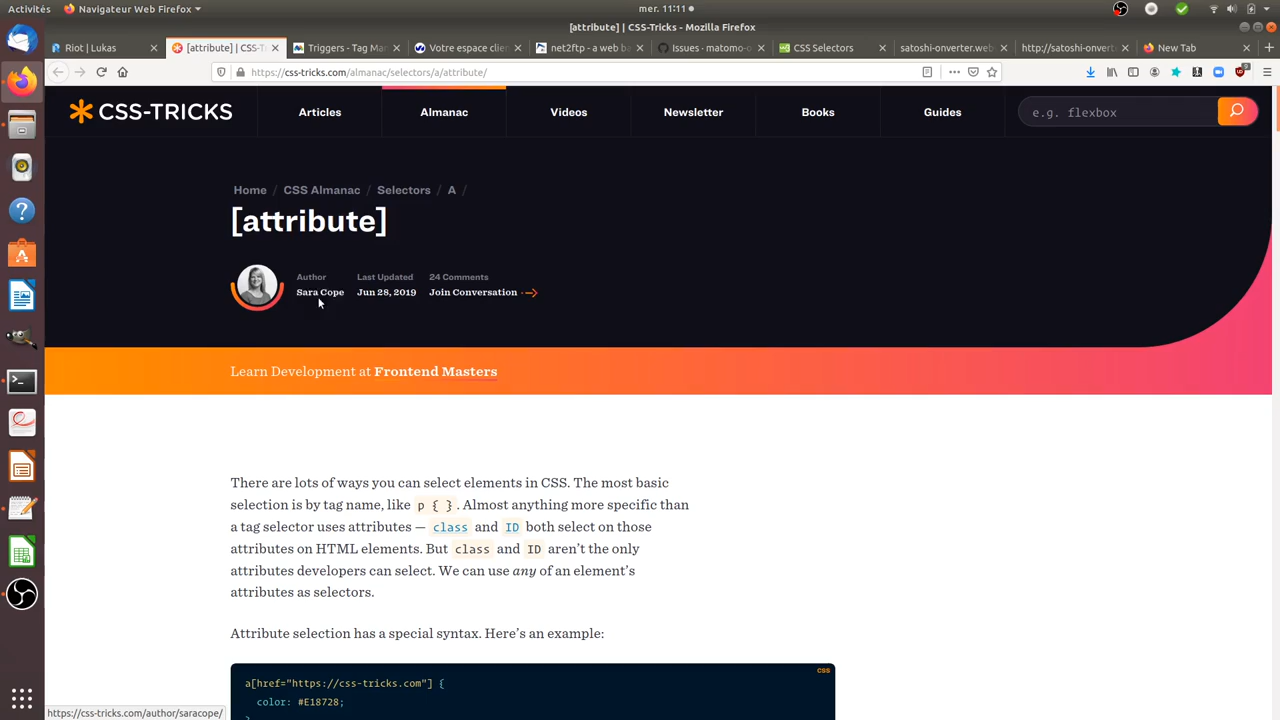 Activités
Navigateur Web Firefox
mer. 11:11
[attribute] | CSS-Tricks - Mozilla Firefox
Riot | Lukas
[attribute] | CSS-T
Triggers - Tag Man
Votre espace clien
net2ftp - a web ba
Issues · matomo-o
CSS Selectors
satoshi-onverter.web
http://satoshi-onvert
New Tab
https://css-tricks.com/almanac/selectors/a/attribute/
CSS-TRICKS
Articles
Almanac
Videos
Newsletter
Books
Guides
e.g. flexbox
Home / CSS Almanac / Selectors / A /
[attribute]
Author
Last Updated
24 Comments
Sara Cope
Jun 28, 2019
Join Conversation
Learn Development at Frontend Masters
There are lots of ways you can select elements in CSS. The most basic
selection is by tag name, like p { }. Almost anything more specific than
a tag selector uses attributes — class and ID both select on those
attributes on HTML elements. But class and ID aren’t the only
attributes developers can select. We can use any of an element’s
attributes as selectors.
Attribute selection has a special syntax. Here’s an example:
css
a[href="https://css-tricks.com"] {
color: #E18728;
}
https://css-tricks.com/author/saracope/